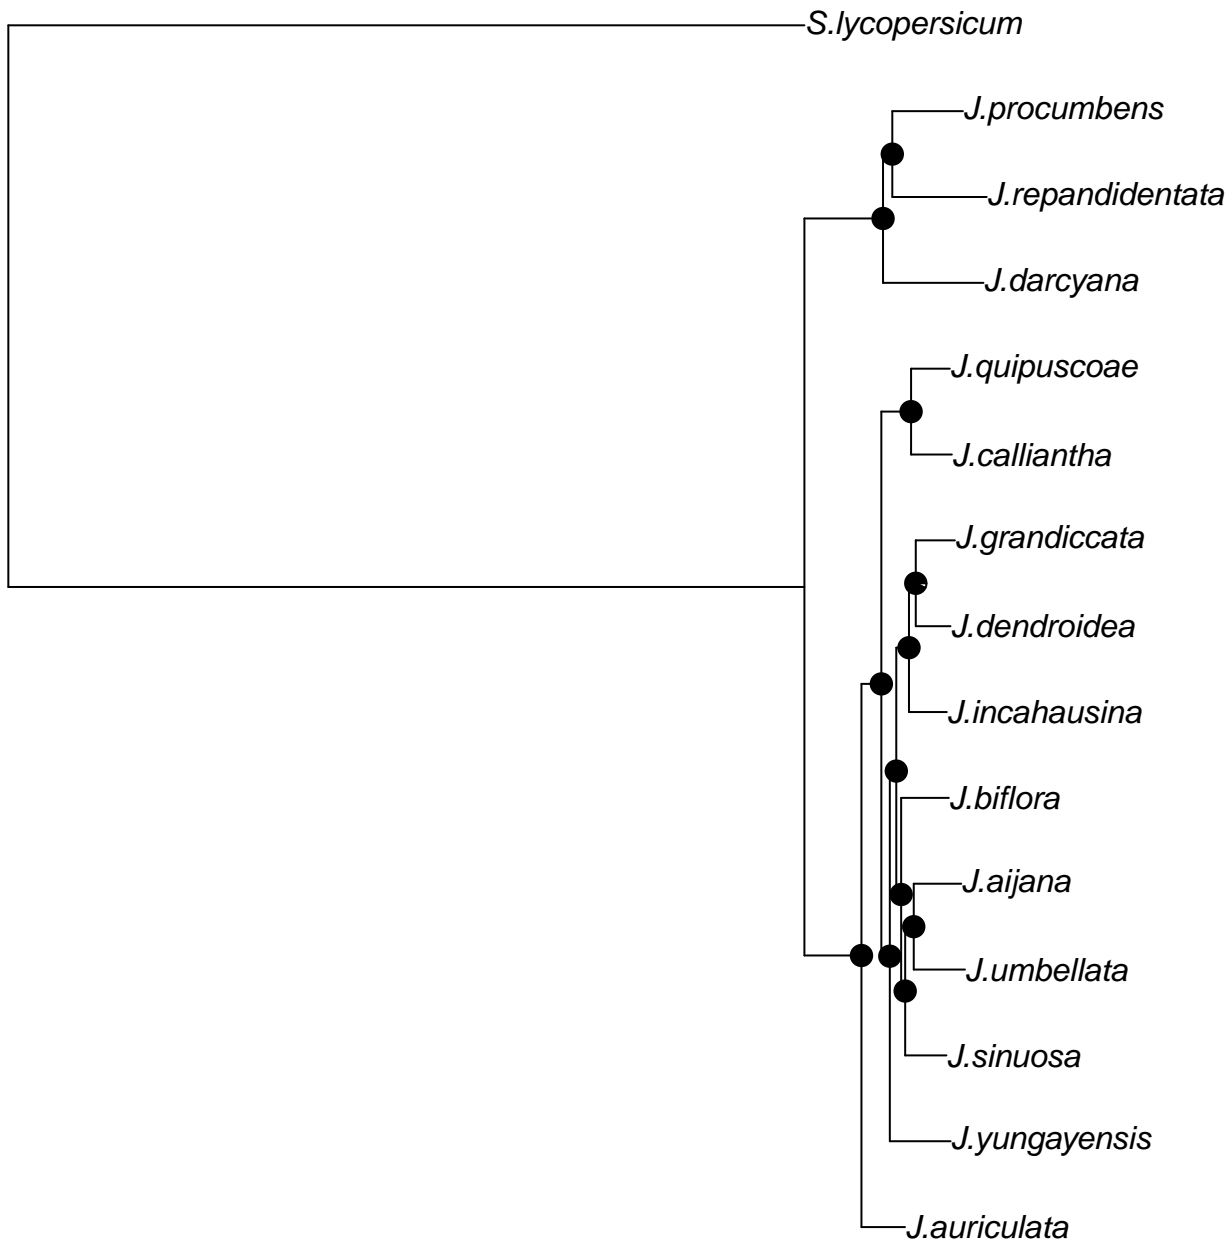 S.lycopersicum
J.procumbens
J.repandidentata
J.darcyana
J.quipuscoae
J.calliantha
J.grandiccata
J.dendroidea
J.incahausina
J.biflora
J.aijana
J.umbellata
J.sinuosa
J.yungayensis
J.auriculata